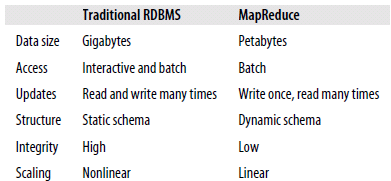 Traditional RDBMS MapReduce
Data size Gigabytes Petabytes
Access Interactive and batch Batch
Updates Read and write many times Write once, read many times
Structure Static schema Dynamic schema
Integrity High Low
Scaling Nonlinear Linear